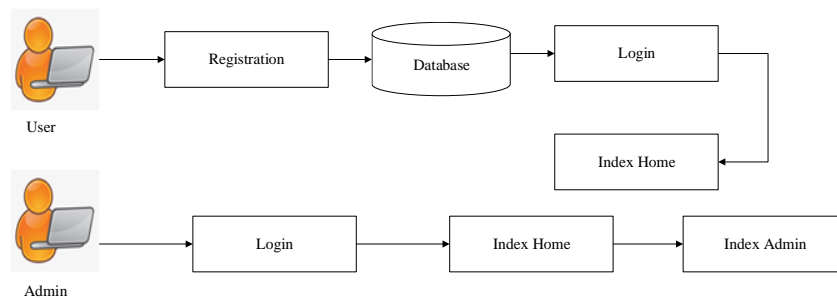 Registration
Database
Login
User
Index Home
Login
Index Home
Index Admin
Admin